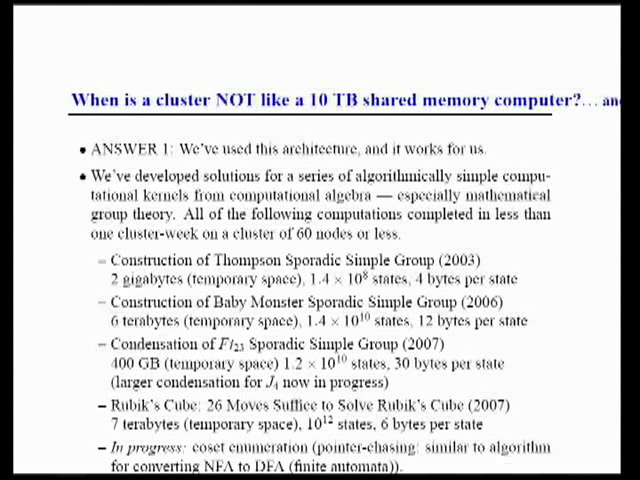 When is a cluster NOT like a 10 TB shared memory computer?... and
• ANSWER 1: We've used this architecture, and it works for us.
• We've developed solutions for a series of algorithmically simple compu-
tational kernels from computational algebra — especially mathematical
group theory. All of the following computations completed in less than
one cluster-week on a cluster of 60 nodes or less.
– Construction of Thompson Sporadic Simple Group (2003)
2 gigabytes (temporary space), 1.4 × 10⁸ states, 4 bytes per state
– Construction of Baby Monster Sporadic Simple Group (2006)
6 terabytes (temporary space), 1.4 × 10¹⁰ states, 12 bytes per state
– Condensation of Fi₂₃ Sporadic Simple Group (2007)
400 GB (temporary space) 1.2 × 10¹⁰ states, 30 bytes per state
(larger condensation for J₄ now in progress)
– Rubik's Cube: 26 Moves Suffice to Solve Rubik's Cube (2007)
7 terabytes (temporary space), 10¹² states, 6 bytes per state
– In progress: coset enumeration (pointer-chasing: similar to algorithm
for converting NFA to DFA (finite automata)).